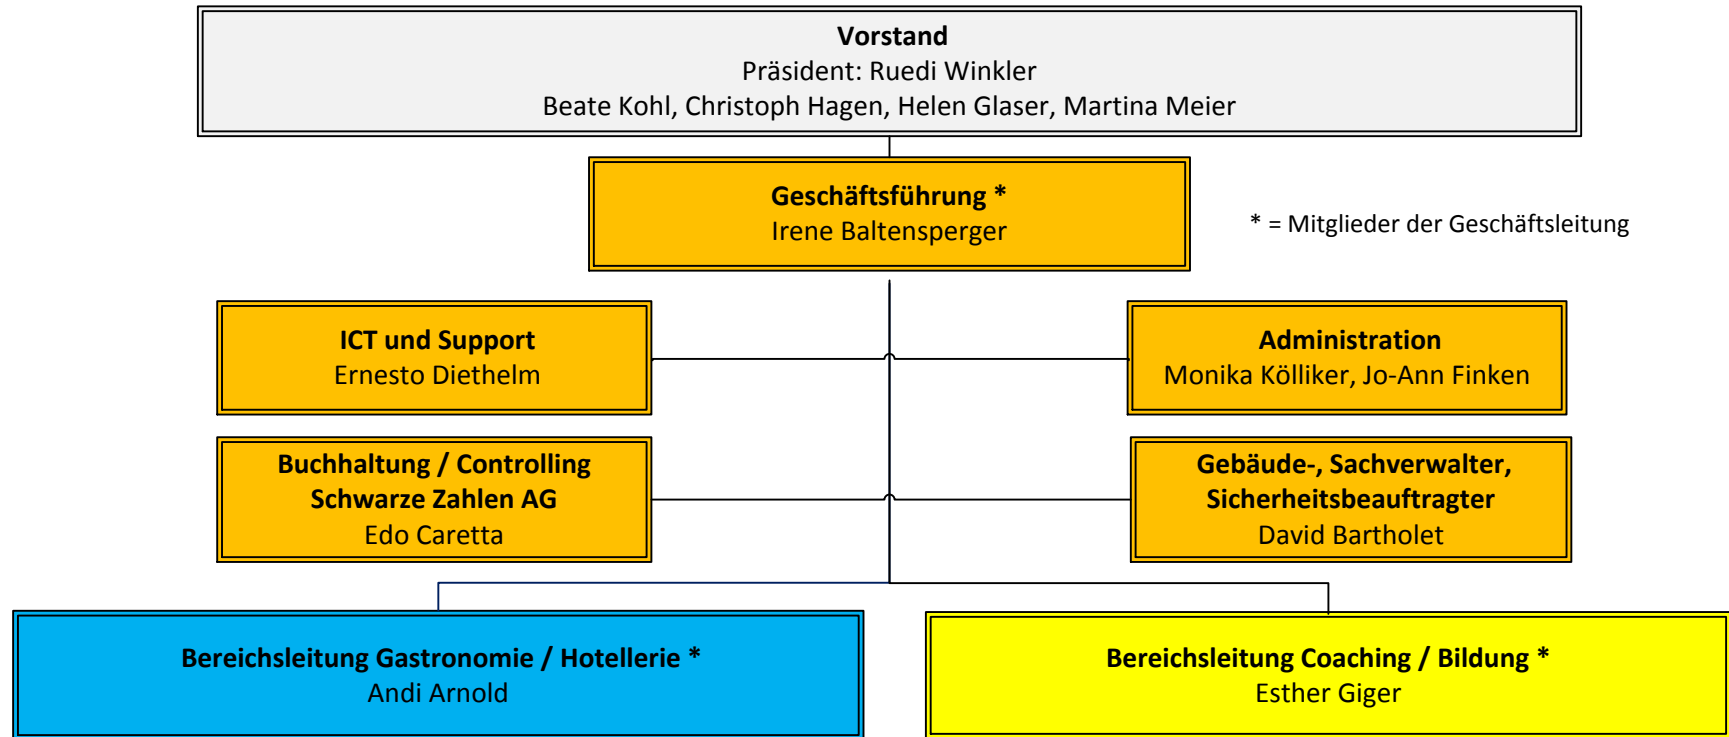 Vorstand
Präsident: Ruedi Winkler
Beate Kohl, Christoph Hagen, Helen Glaser, Martina Meier
Geschäftsführung *
Irene Baltensperger
* = Mitglieder der Geschäftsleitung
ICT und Support
Ernesto Diethelm
Administration
Monika Kölliker, Jo-Ann Finken
Buchhaltung / Controlling
Schwarze Zahlen AG
Edo Caretta
Gebäude-, Sachverwalter,
Sicherheitsbeauftragter
David Bartholet
Bereichsleitung Gastronomie / Hotellerie *
Andi Arnold
Bereichsleitung Coaching / Bildung *
Esther Giger